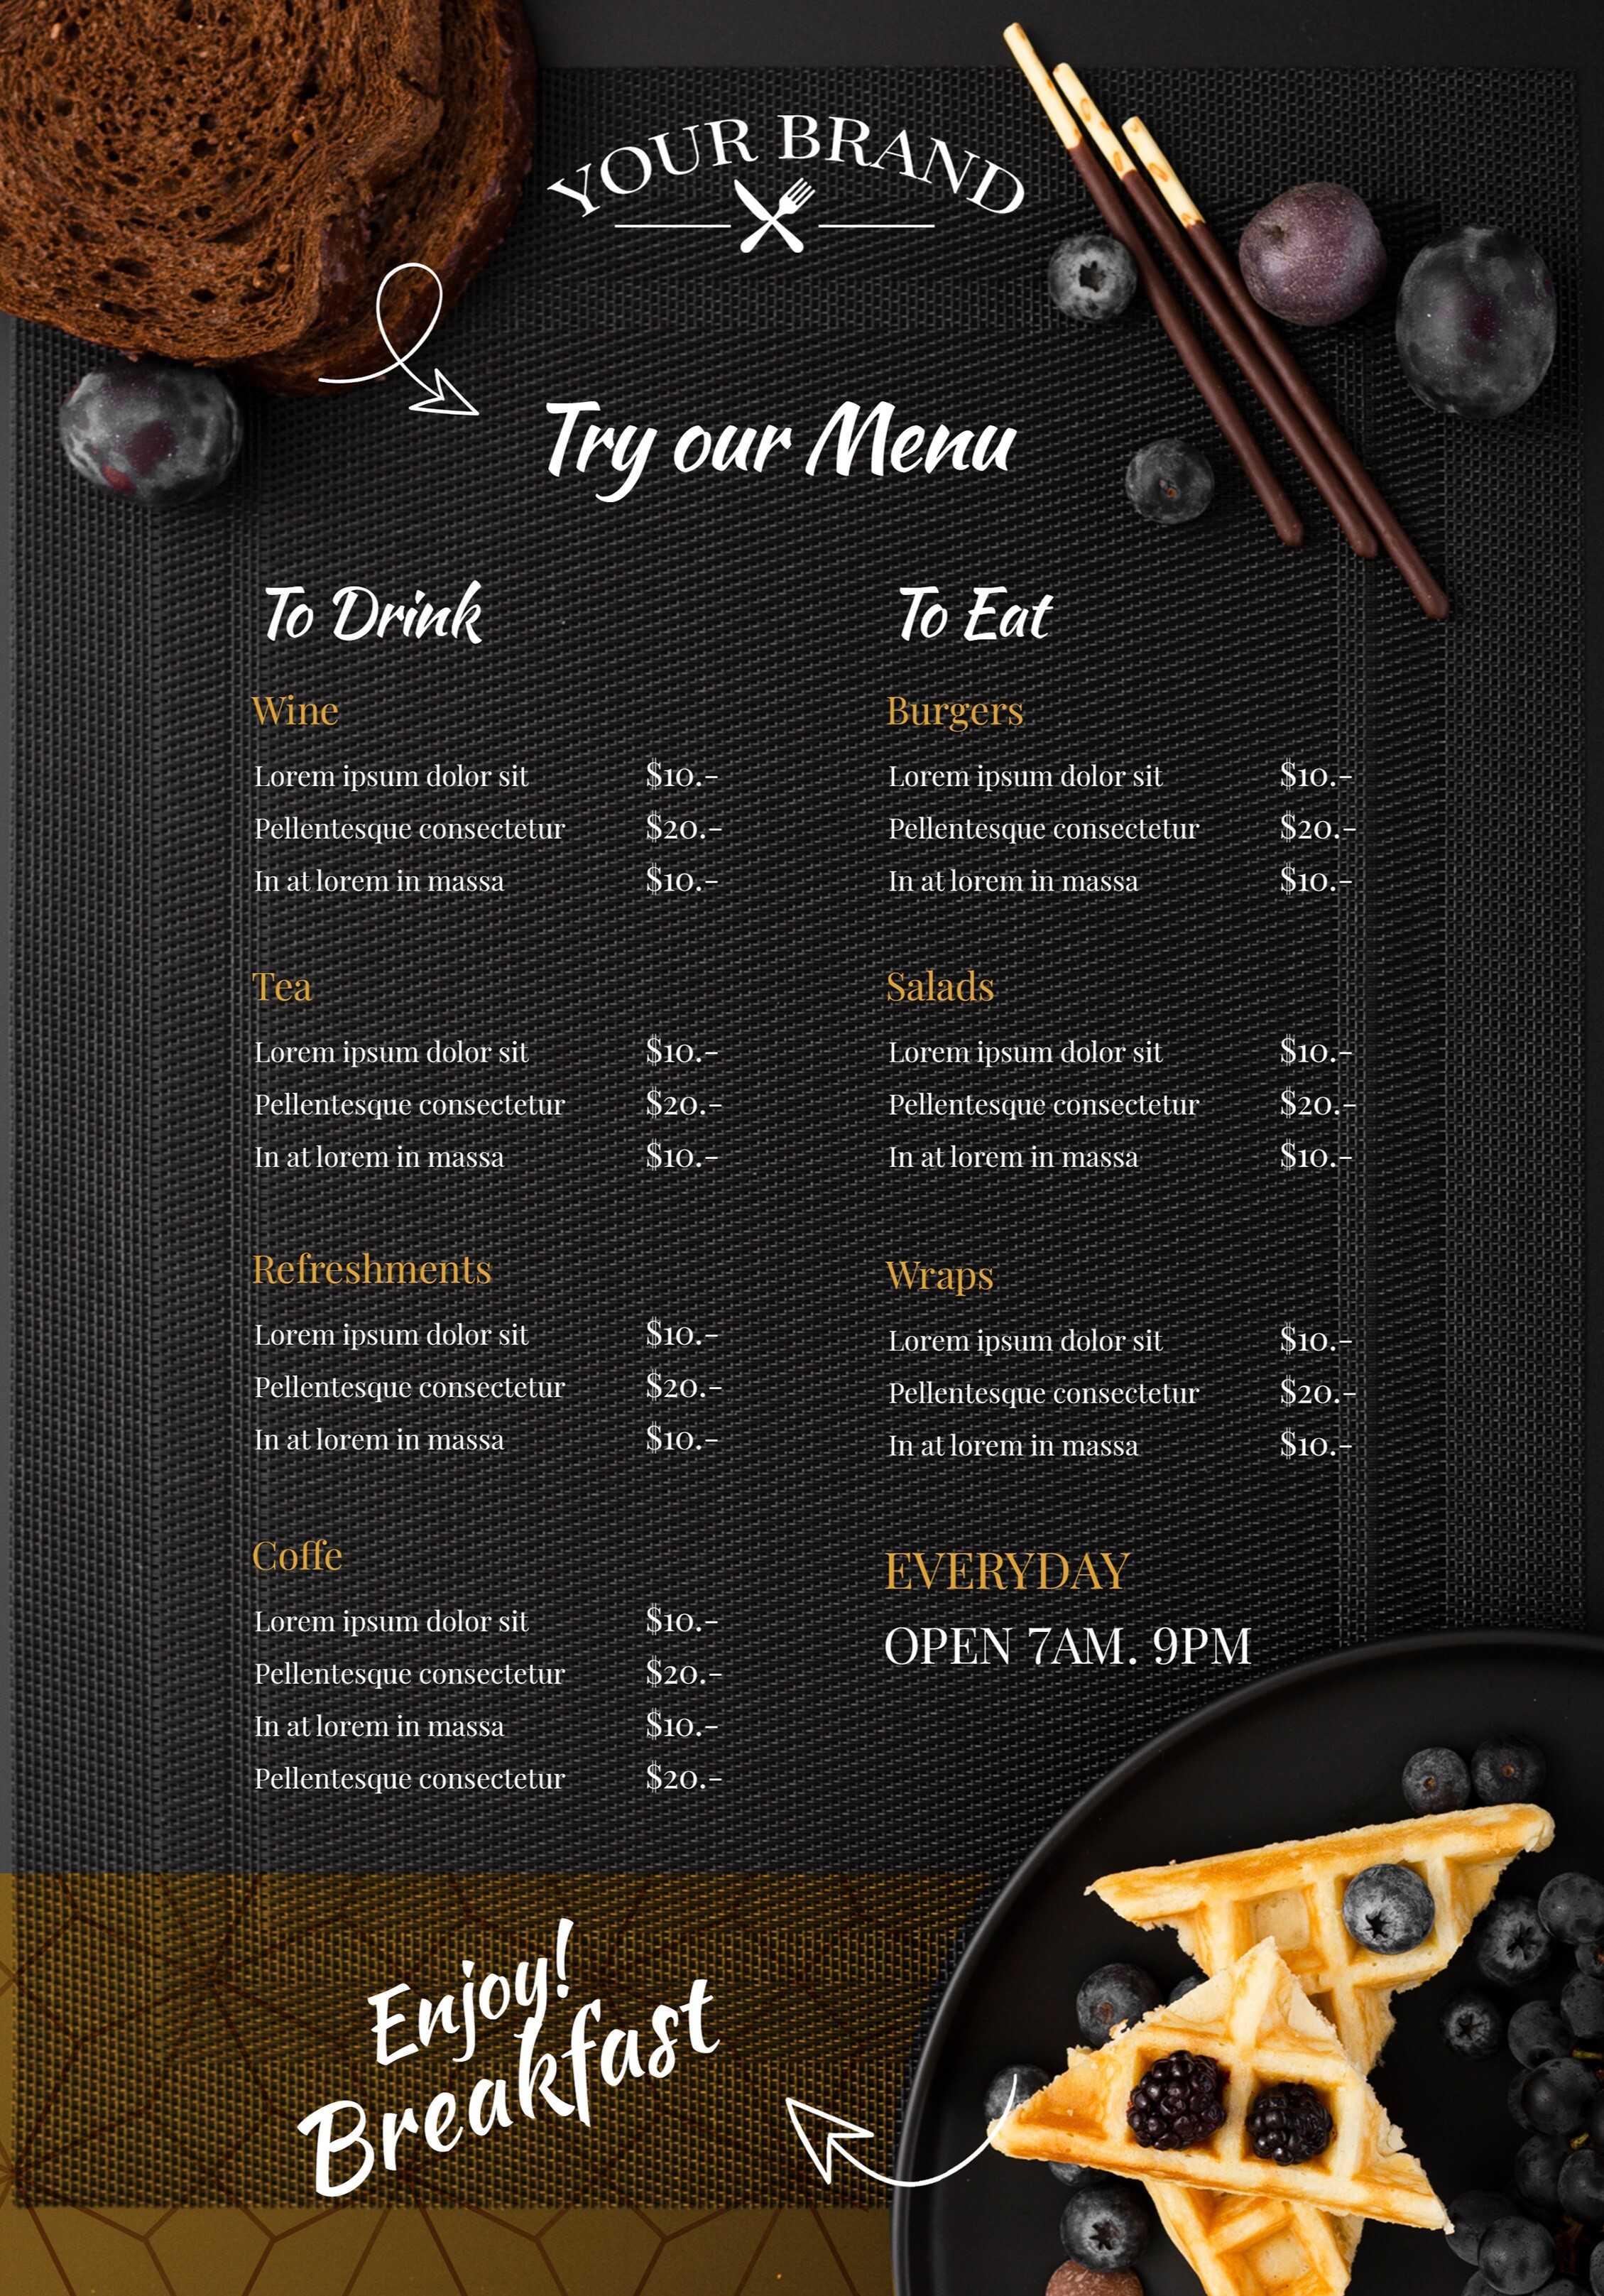 YOUR BRAND
Try our Menu
To Drink
Wine
Lorem ipsum dolor sit $10.-
Pellentesque consectetur $20.-
In at lorem in massa $10.-
Tea
Lorem ipsum dolor sit $10.-
Pellentesque consectetur $20.-
In at lorem in massa $10.-
Refreshments
Lorem ipsum dolor sit $10.-
Pellentesque consectetur $20.-
In at lorem in massa $10.-
Coffe
Lorem ipsum dolor sit $10.-
Pellentesque consectetur $20.-
In at lorem in massa $10.-
Pellentesque consectetur $20.-
To Eat
Burgers
Lorem ipsum dolor sit $10.-
Pellentesque consectetur $20.-
In at lorem in massa $10.-
Salads
Lorem ipsum dolor sit $10.-
Pellentesque consectetur $20.-
In at lorem in massa $10.-
Wraps
Lorem ipsum dolor sit $10.-
Pellentesque consectetur $20.-
In at lorem in massa $10.-
EVERYDAY
OPEN 7AM. 9PM
Enjoy!
Breakfast